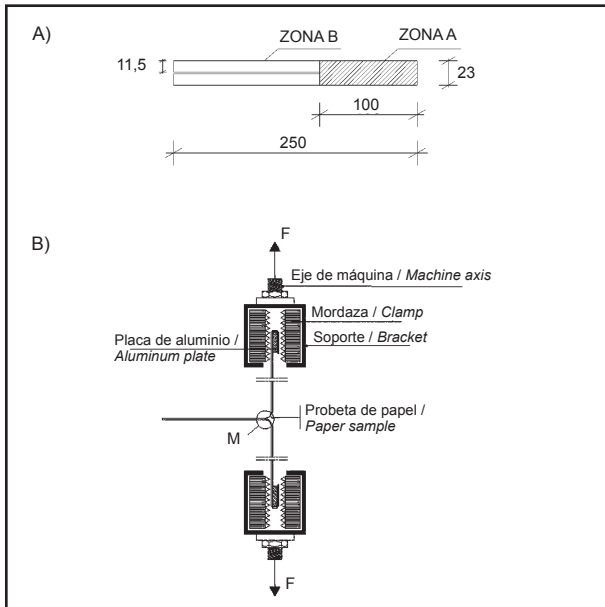 A)
ZONA B
ZONA A
11,5
23
100
250
B)
F
Eje de máquina / Machine axis
Mordaza / Clamp
Placa de aluminio /
Aluminum plate
Soporte / Bracket
Probeta de papel /
Paper sample
M
F